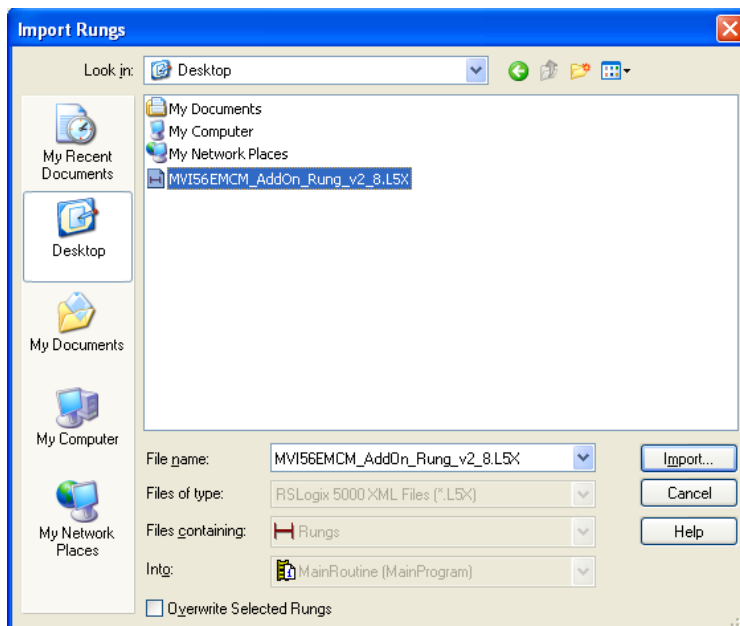 Import Rungs
Look in:
Desktop
My Recent
Documents
Desktop
My Documents
My Computer
My Network
Places
My Documents
My Computer
My Network Places
MVI56EMCM_AddOn_Rung_v2_8.L5X
File name:
MVI56EMCM_AddOn_Rung_v2_8.L5X
Import...
Files of type:
RSLogix 5000 XML Files (*.L5X)
Cancel
Files containing:
Rungs
Help
Into:
MainRoutine (MainProgram)
Overwrite Selected Rungs